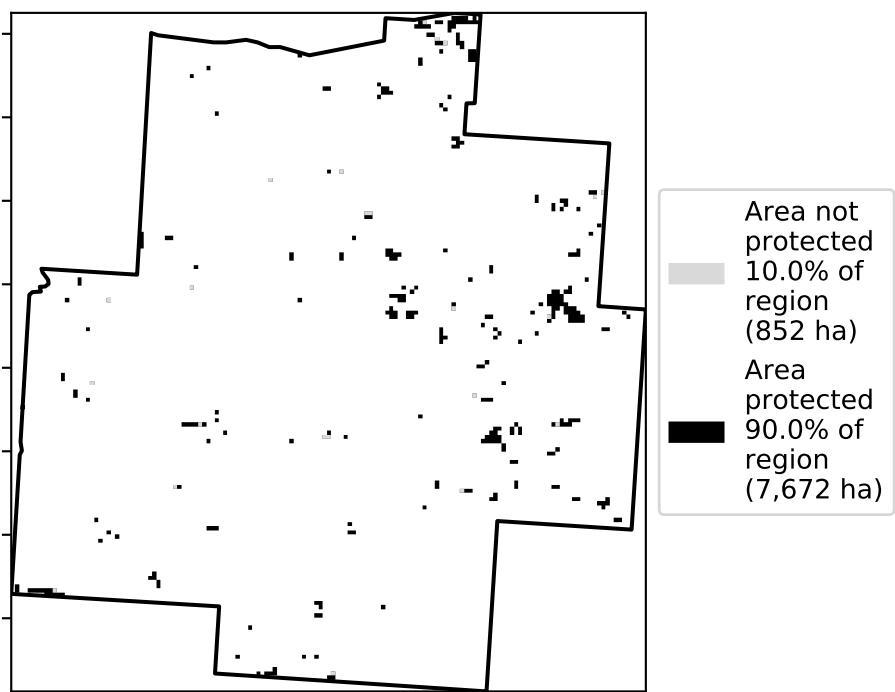 Area not
protected
10.0% of
region
(852 ha)
Area
protected
90.0% of
region
(7,672 ha)